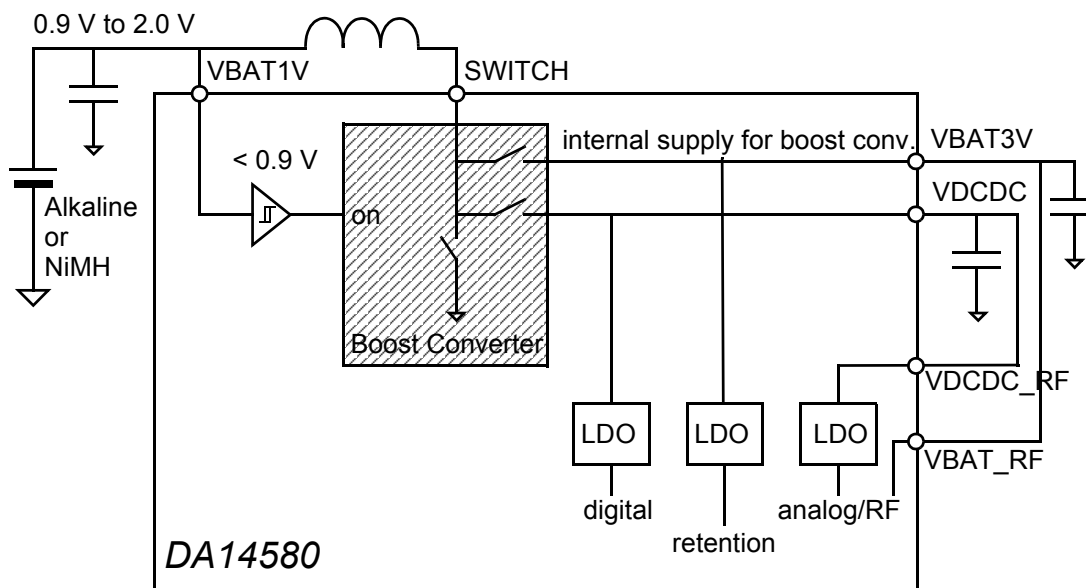 0.9 V to 2.0 V
VBAT1V
SWITCH
internal supply for boost conv.
VBAT3V
< 0.9 V
VDCDC
Alkaline
or
NiMH
on
Boost Converter
VDCDC_RF
LDO
LDO
LDO
VBAT_RF
digital
analog/RF
retention
DA14580